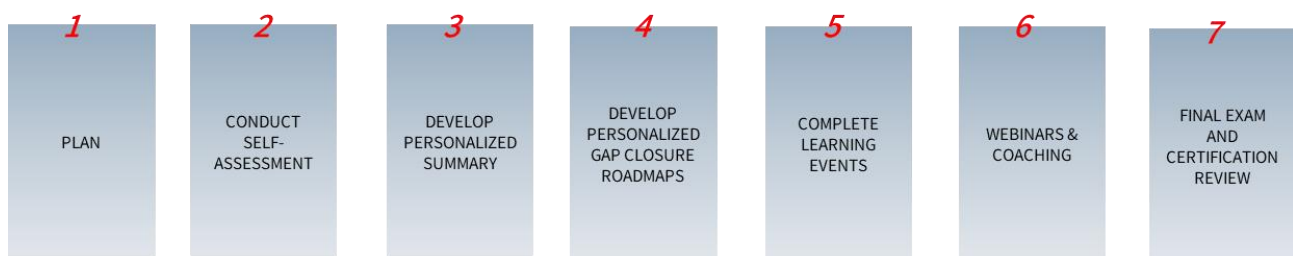 1
PLAN
2
CONDUCT
SELF-
ASSESSMENT
3
DEVELOP
PERSONALIZED
SUMMARY
4
DEVELOP
PERSONALIZED
GAP CLOSURE
ROADMAPS
5
COMPLETE
LEARNING
EVENTS
6
WEBINARS &
COACHING
7
FINAL EXAM
AND
CERTIFICATION
REVIEW